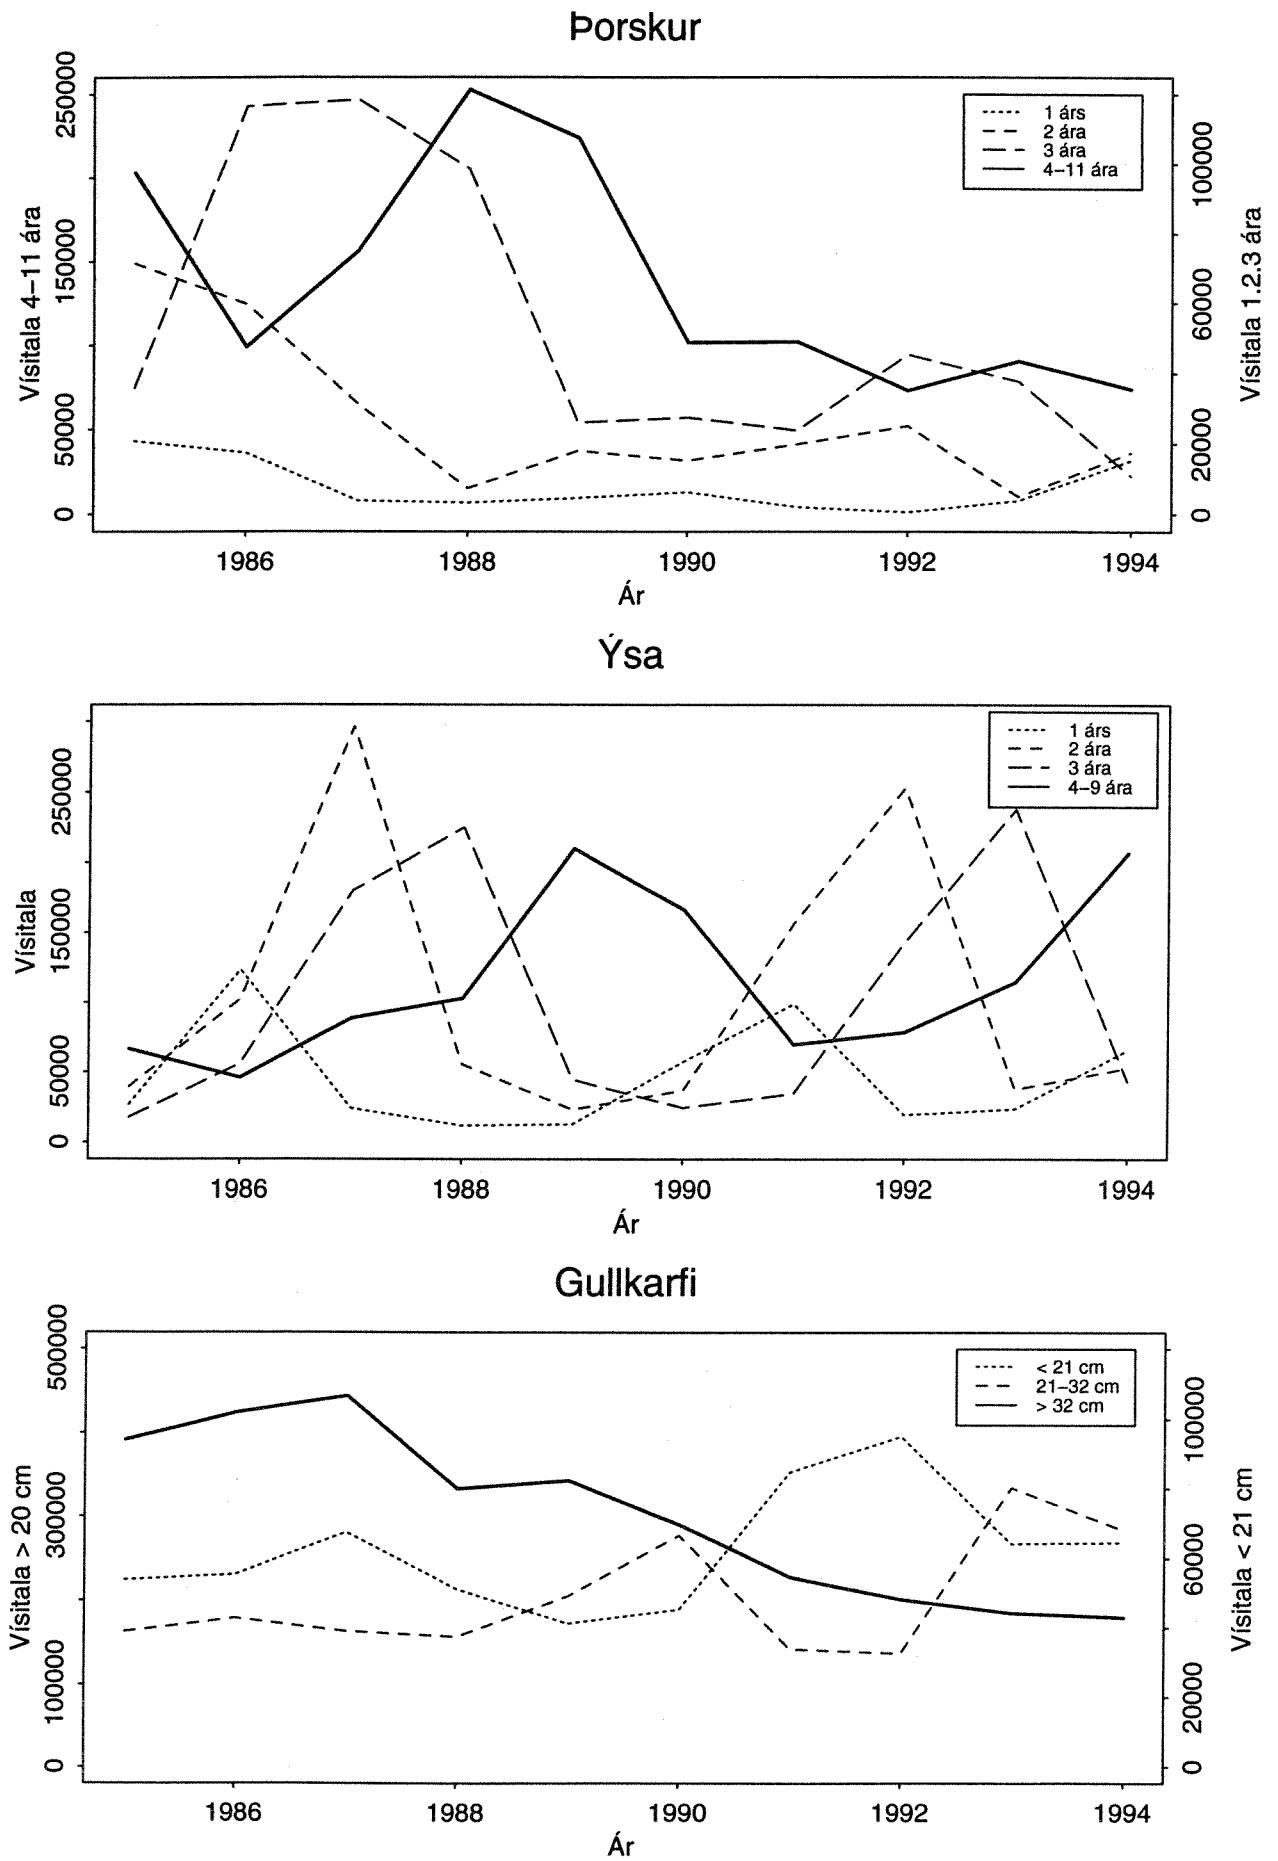 Þorskur
Vísitala 4–11 ára
0
50000
150000
250000
1 árs
2 ára
3 ára
4–11 ára
Vísitala 1.2.3 ára
0
20000
60000
100000
1986
1988
1990
1992
1994
Ár
Ýsa
Vísitala
0
50000
150000
250000
1 árs
2 ára
3 ára
4–9 ára
1986
1988
1990
1992
1994
Ár
Gullkarfi
Vísitala > 20 cm
0
100000
300000
500000
< 21 cm
21–32 cm
> 32 cm
Vísitala < 21 cm
0
20000
60000
100000
1986
1988
1990
1992
1994
Ár